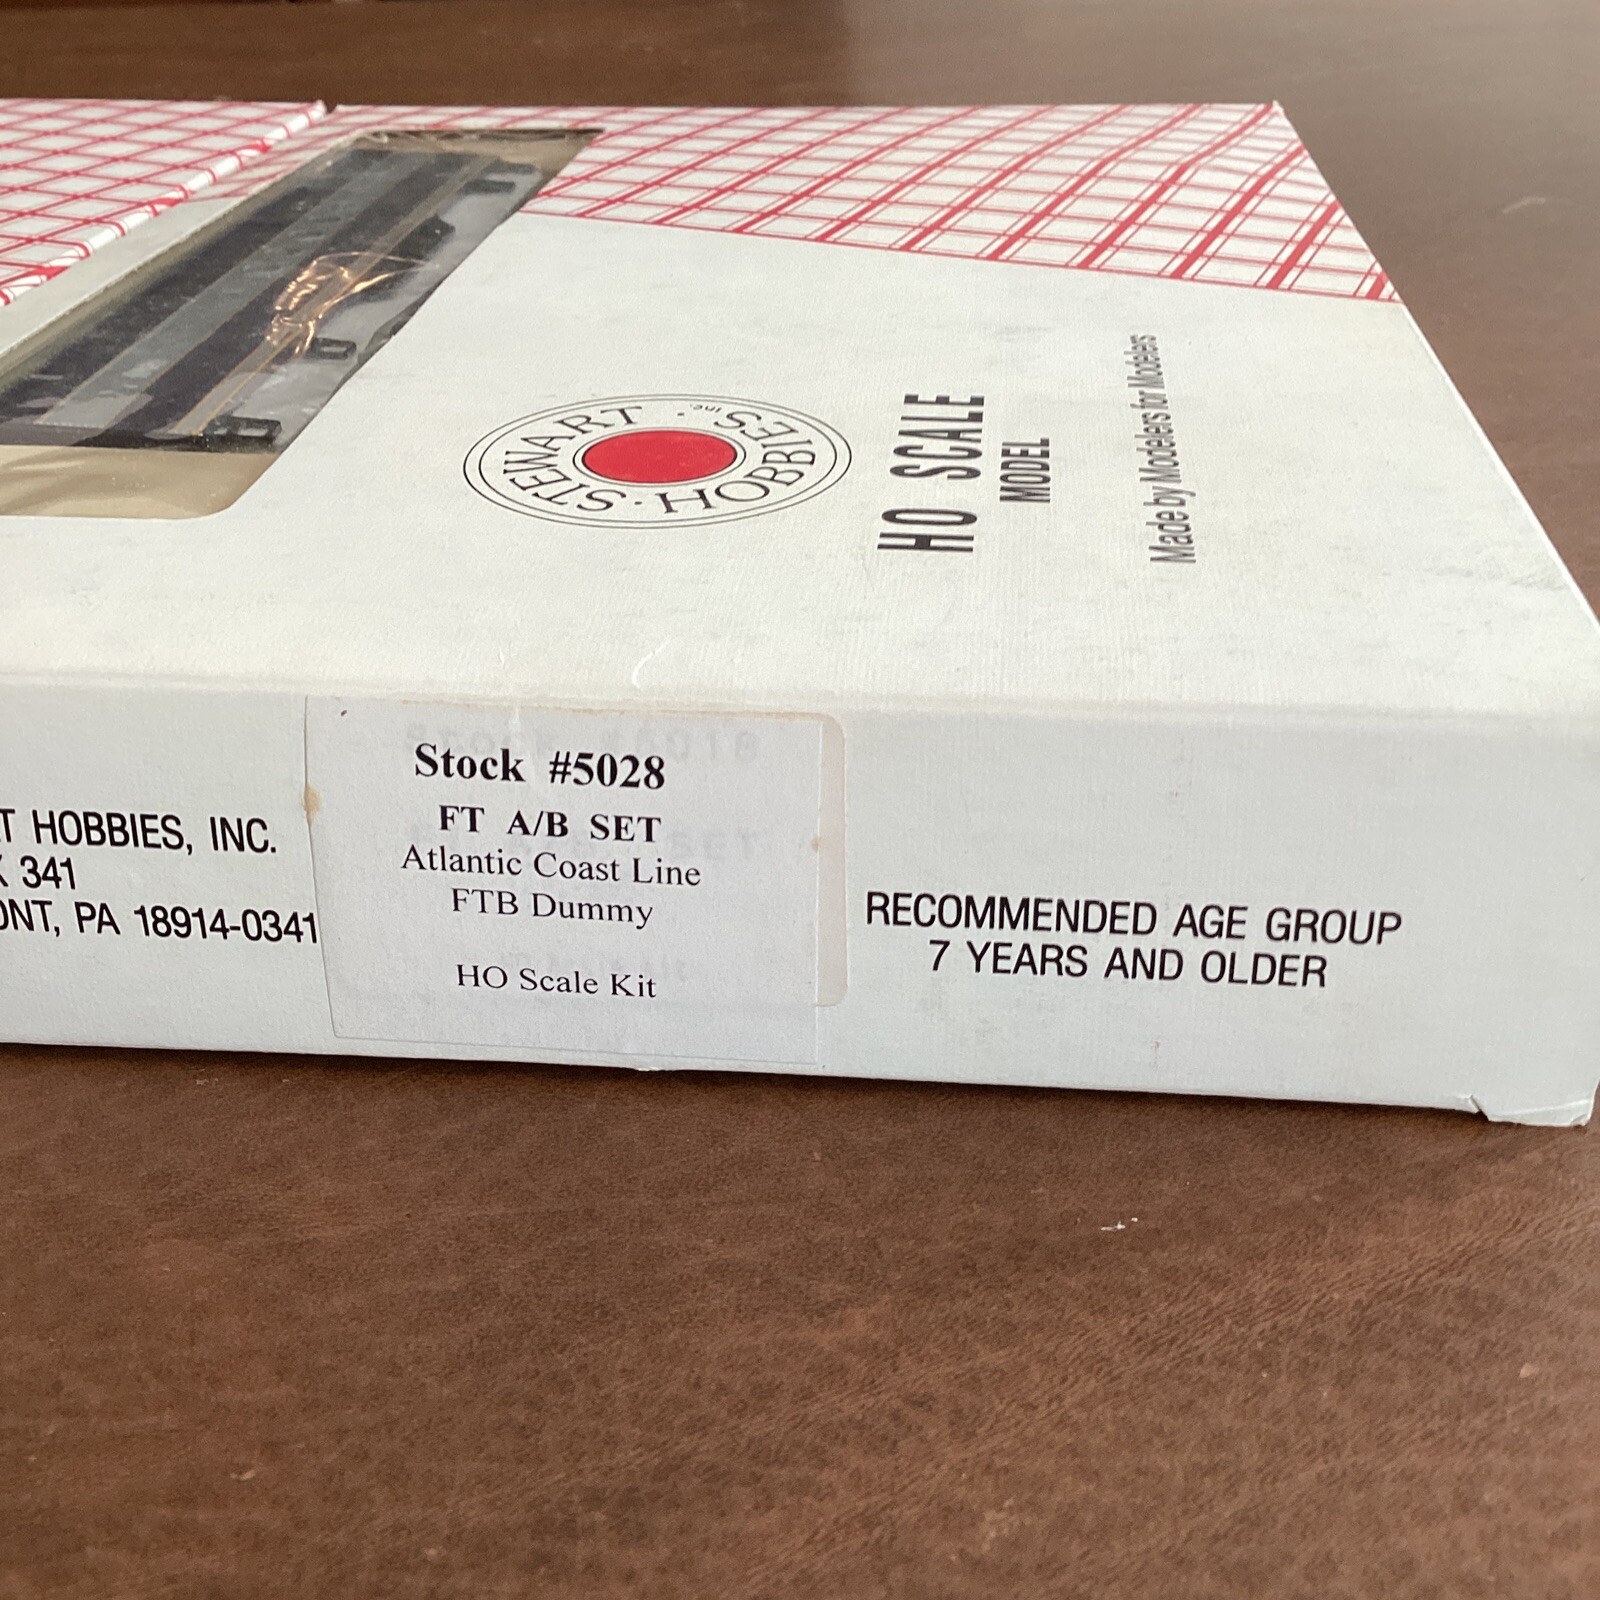 STEWART · HOBBIES Inc. ·
HO SCALE
MODEL
Made by Modelers for Modelers
T HOBBIES, INC.
341
ONT, PA 18914-0341
Stock #5028
FT A/B SET
Atlantic Coast Line
FTB Dummy
HO Scale Kit
RECOMMENDED AGE GROUP
7 YEARS AND OLDER